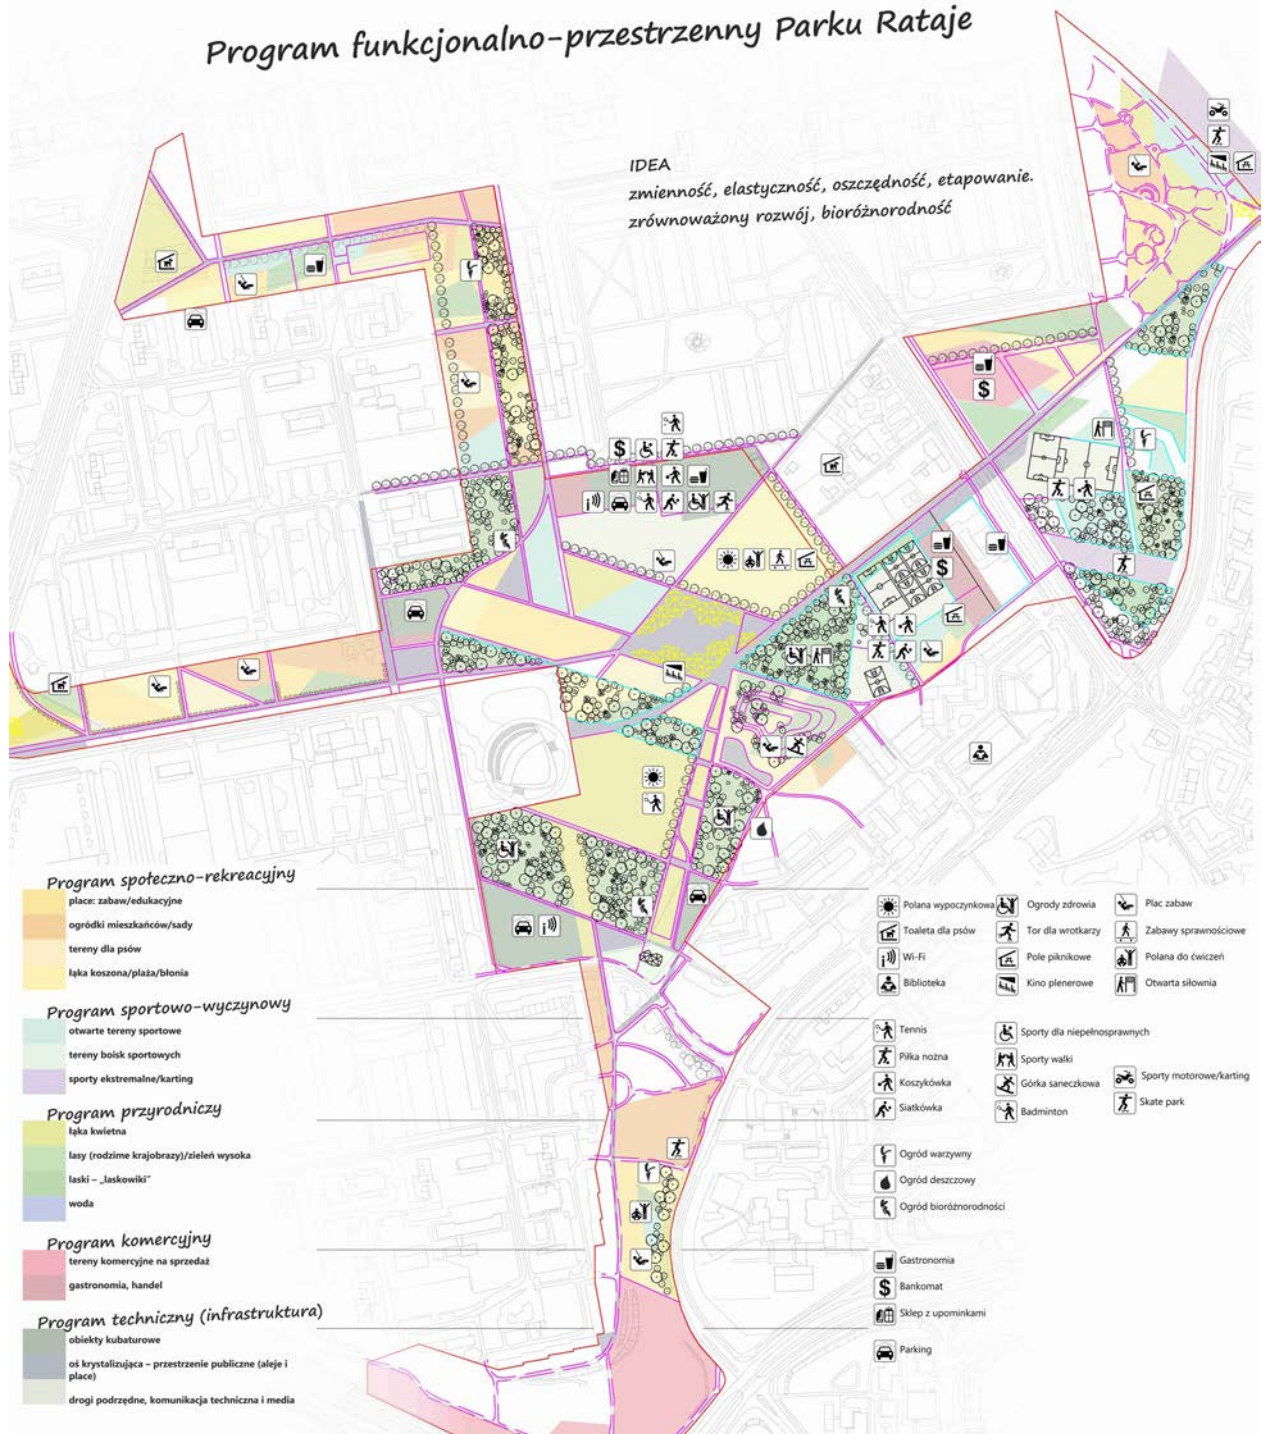 Program funkcjonalno-przestrzenny Parku Rataje
IDEA
zmienność, elastyczność, oszczędność, etapowanie.
zrównoważony rozwój, bioróżnorodność
Program społeczno-rekreacyjny
place: zabaw/edukacyjne
ogródki mieszkańców/sady
tereny dla psów
łąka koszona/plaża/błonia
Program sportowo-wyczynowy
otwarte tereny sportowe
tereny boisk sportowych
sporty ekstremalne/karting
Program przyrodniczy
łąka kwietna
lasy (rodzime krajobrazy)/zieleń wysoka
laski – „laskowiki”
woda
Program komercyjny
tereny komercyjne na sprzedaż
gastronomia, handel
Program techniczny (infrastruktura)
obiekty kubaturowe
oś krystalizująca – przestrzenie publiczne (aleje i
place)
drogi podrzędne, komunikacja techniczna i media
Polana wypoczynkowa
Ogrody zdrowia
Plac zabaw
Toaleta dla psów
Tor dla wrotkarzy
Zabawy sprawnościowe
Wi-Fi
Pole piknikowe
Polana do ćwiczeń
Biblioteka
Kino plenerowe
Otwarta siłownia
Tennis
Sporty dla niepełnosprawnych
Piłka nożna
Sporty walki
Koszykówka
Górka saneczkowa
Sporty motorowe/karting
Siatkówka
Badminton
Skate park
Ogród warzywny
Ogród deszczowy
Ogród bioróżnorodności
Gastronomia
$ Bankomat
Sklep z upominkami
Parking